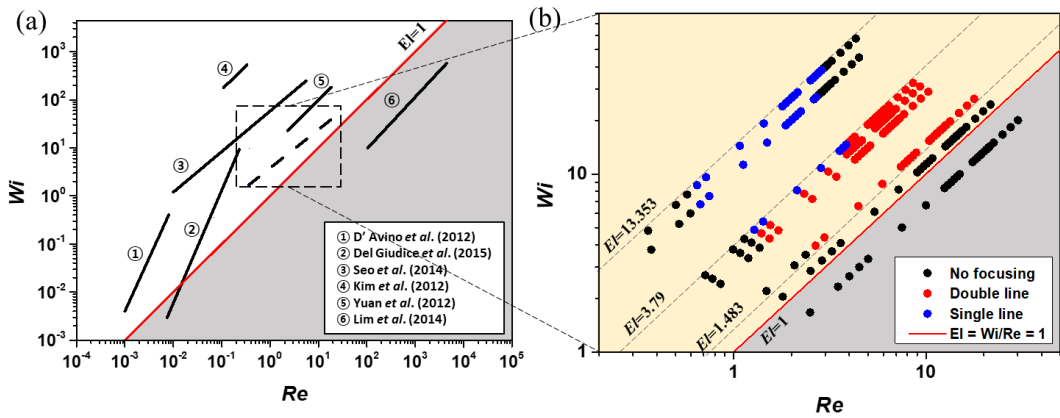 (a)
El=1
10⁴
10³
10²
10¹
10⁰
10⁻¹
10⁻²
10⁻³
Wi
①
②
③
④
⑤
⑥
① D' Avino et al. (2012)
② Del Giudice et al. (2015)
③ Seo et al. (2014)
④ Kim et al. (2012)
⑤ Yuan et al. (2012)
⑥ Lim et al. (2014)
10⁻⁴ 10⁻³ 10⁻² 10⁻¹ 10⁰ 10¹ 10² 10³ 10⁴ 10⁵
Re
(b)
10
1
Wi
El=13.353
El=3.79
El=1.483
El=1
No focusing
Double line
Single line
El = Wi/Re = 1
1 10
Re